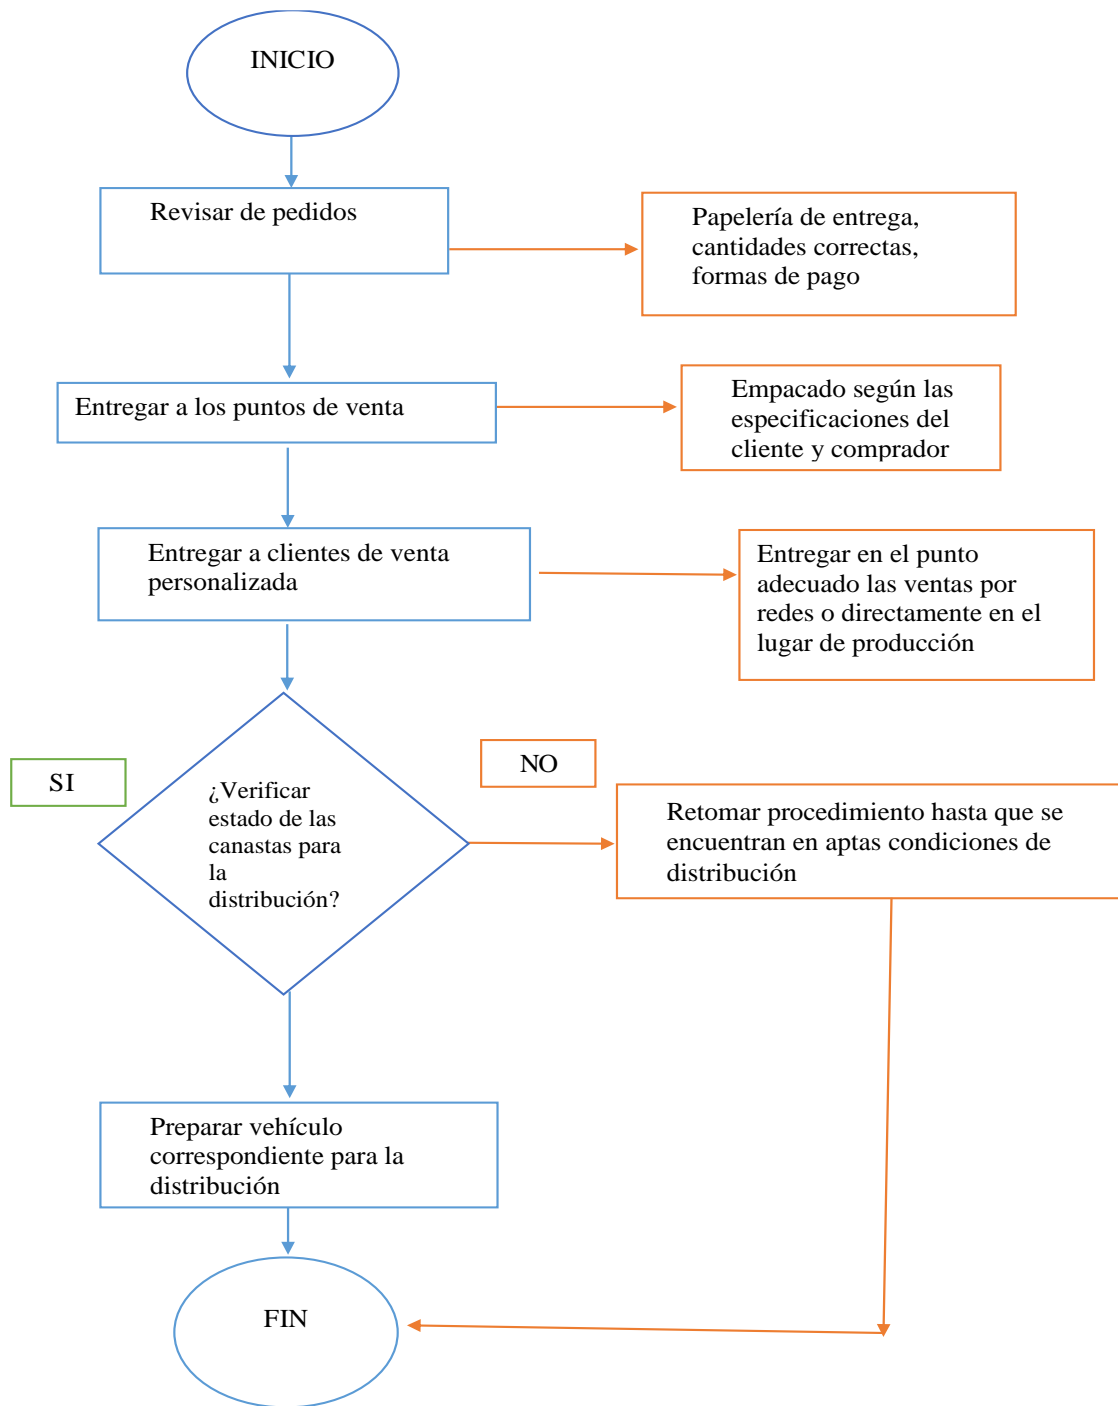 INICIO
Revisar de pedidos
Papelería de entrega,
cantidades correctas,
formas de pago
Entregar a los puntos de venta
Empacado según las
especificaciones del
cliente y comprador
Entregar a clientes de venta
personalizada
Entregar en el punto
adecuado las ventas por
redes o directamente en el
lugar de producción
SI
NO
¿Verificar
estado de las
canastas para
la
distribución?
Retomar procedimiento hasta que se
encuentran en aptas condiciones de
distribución
Preparar vehículo
correspondiente para la
distribución
FIN